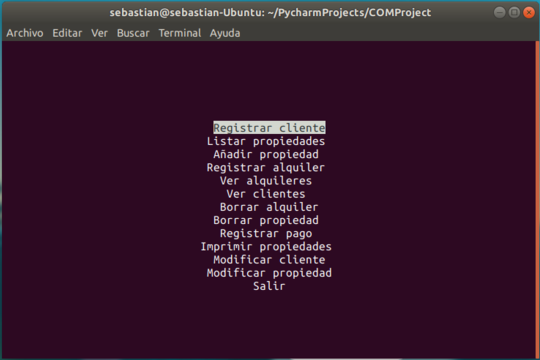 sebastian@sebastian-Ubuntu: ~/PycharmProjects/COMProject
Archivo Editar Ver Buscar Terminal Ayuda
Registrar cliente
Listar propiedades
Añadir propiedad
Registrar alquiler
Ver alquileres
Ver clientes
Borrar alquiler
Borrar propiedad
Registrar pago
Imprimir propiedades
Modificar cliente
Modificar propiedad
Salir